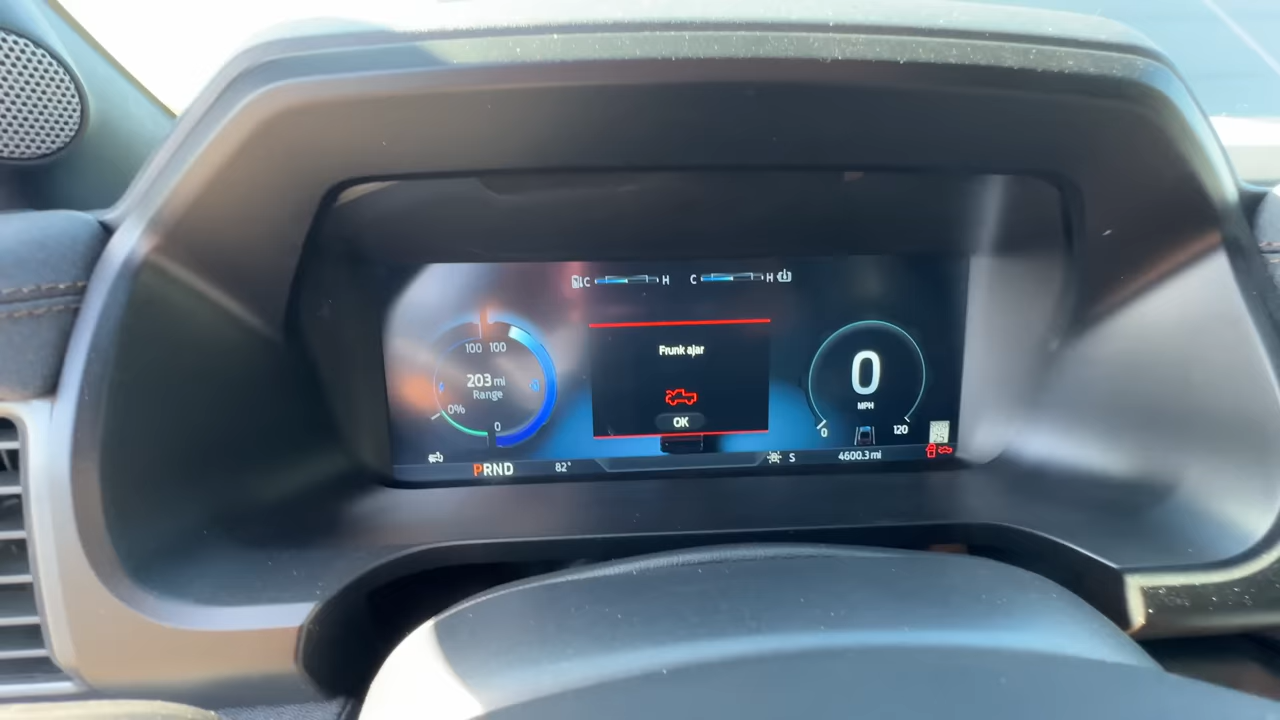 C H C H
Frunk ajar
100 100
203 mi
Range
0%
0
OK
0
MPH
0 120
PRND 82° S 4600.3 mi